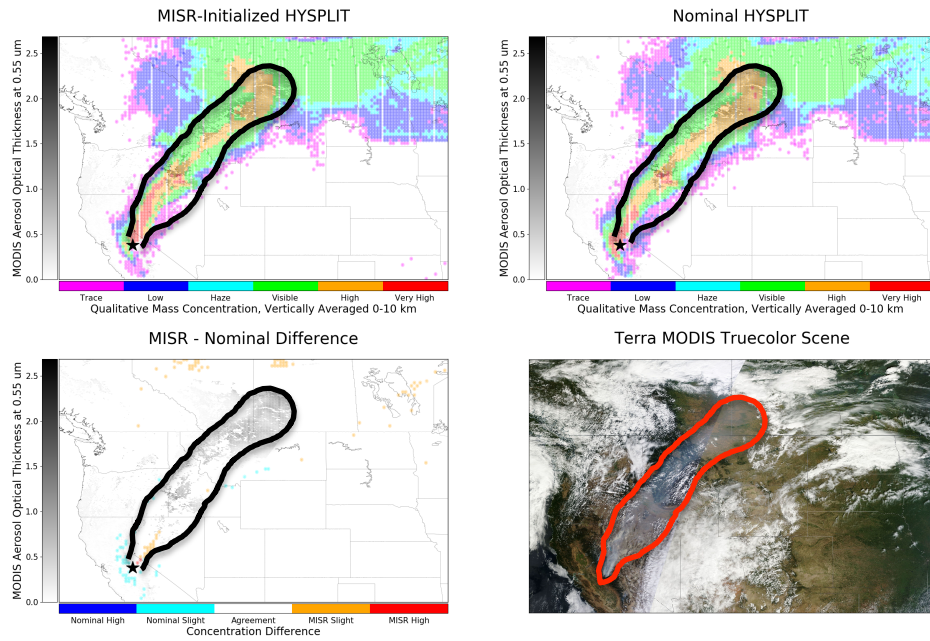 MISR-Initialized HYSPLIT
MODIS Aerosol Optical Thickness at 0.55 um
2.5
2.0
1.5
1.0
0.5
0.0
Trace Low Haze Visible High Very High
Qualitative Mass Concentration, Vertically Averaged 0-10 km
Nominal HYSPLIT
MODIS Aerosol Optical Thickness at 0.55 um
2.5
2.0
1.5
1.0
0.5
0.0
Trace Low Haze Visible High Very High
Qualitative Mass Concentration, Vertically Averaged 0-10 km
MISR - Nominal Difference
MODIS Aerosol Optical Thickness at 0.55 um
2.5
2.0
1.5
1.0
0.5
0.0
Nominal High Nominal Slight Agreement MISR Slight MISR High
Concentration Difference
Terra MODIS Truecolor Scene